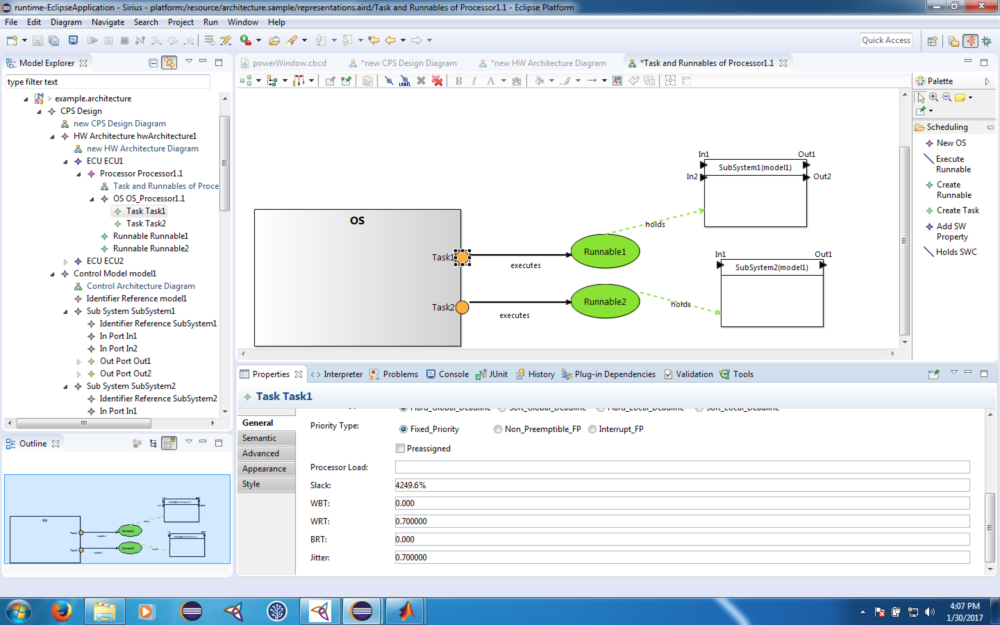 runtime-EclipseApplication - Sirius - platform:/resource/architecture.sample/representations.aird/Task and Runnables of Processor1.1 - Eclipse Platform
File Edit Diagram Navigate Search Project Run Window Help
Quick Access
Model Explorer
type filter text
> example.architecture
CPS Design
new CPS Design Diagram
HW Architecture hwArchitecture1
new HW Architecture Diagram
ECU ECU1
Processor Processor1.1
Task and Runnables of Proce
OS OS_Processor1.1
Task Task1
Task Task2
Runnable Runnable1
Runnable Runnable2
ECU ECU2
Control Model model1
Control Architecture Diagram
Identifier Reference model1
Sub System SubSystem1
Identifier Reference SubSystem1
In Port In1
In Port In2
Out Port Out1
Out Port Out2
Sub System SubSystem2
Identifier Reference SubSystem2
In Port In1
Outline
powerWindow.cbcd *new CPS Design Diagram *new HW Architecture Diagram *Task and Runnables of Processor1.1
LABEL B I A A
In1 Out1
SubSystem1(model1)
In2 Out2
OS
holds
Task1
executes
Runnable1
In1 Out1
SubSystem2(model1)
Task2
executes
Runnable2
holds
Palette
Scheduling
New OS
Execute
Runnable
Create
Runnable
Create Task
Add SW
Property
Holds SWC
Properties Interpreter Problems Console JUnit History Plug-in Dependencies Validation Tools
Task Task1
General
Semantic
Advanced
Appearance
Style
Hard_Global_Deadline Soft_Global_Deadline Hard_Local_Deadline Soft_Local_Deadline
Priority Type: Fixed_Priority Non_Preemptible_FP Interrupt_FP
Preassigned
Processor Load:
Slack: 4249.6%
WBT: 0.000
WRT: 0.700000
BRT: 0.000
Jitter: 0.700000
4:07 PM
1/30/2017